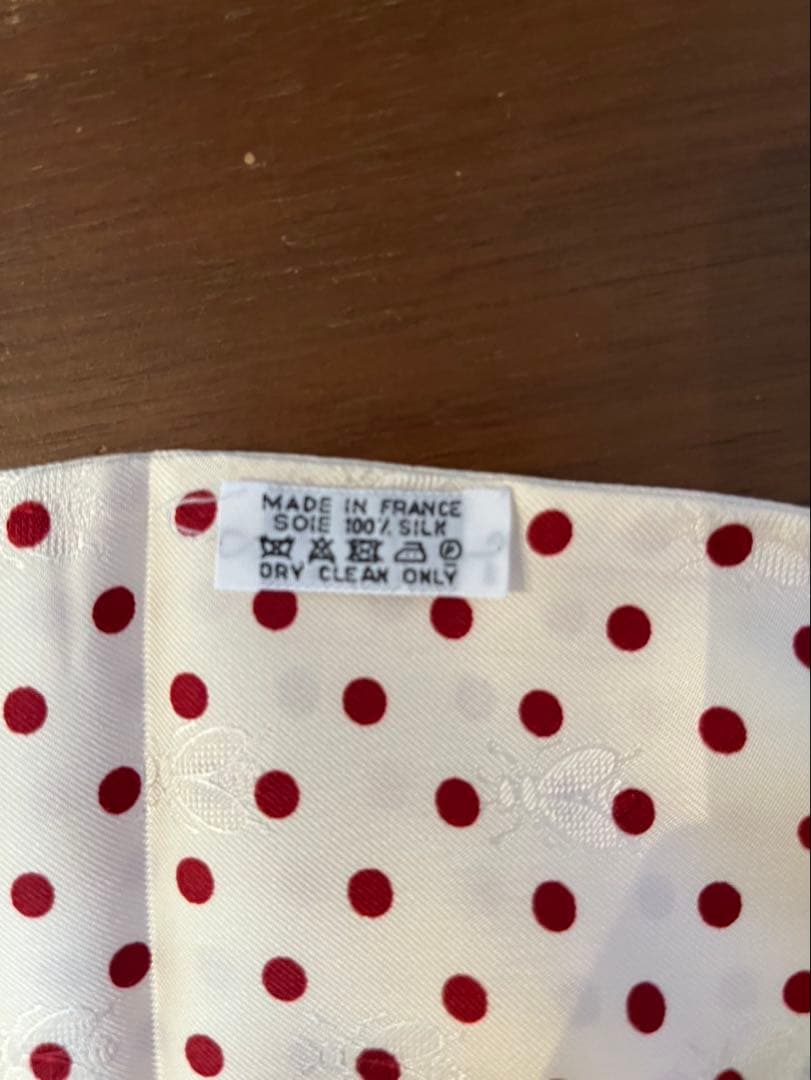 MADE IN FRANCE
SOIE 100% SILK
P
DRY CLEAN ONLY